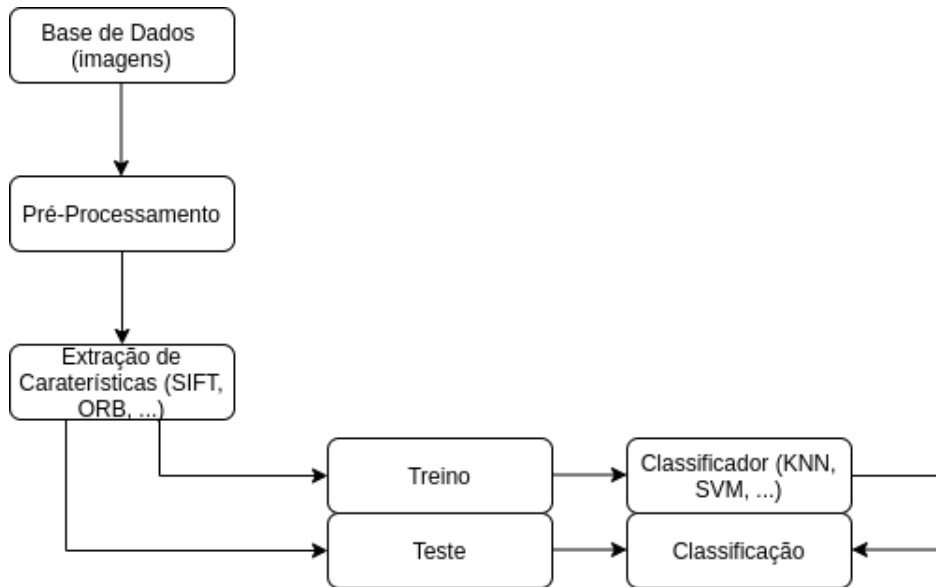 Base de Dados
(imagens)
Pré-Processamento
Extração de
Caraterísticas (SIFT,
ORB, ...)
Treino
Classificador (KNN,
SVM, ...)
Teste
Classificação